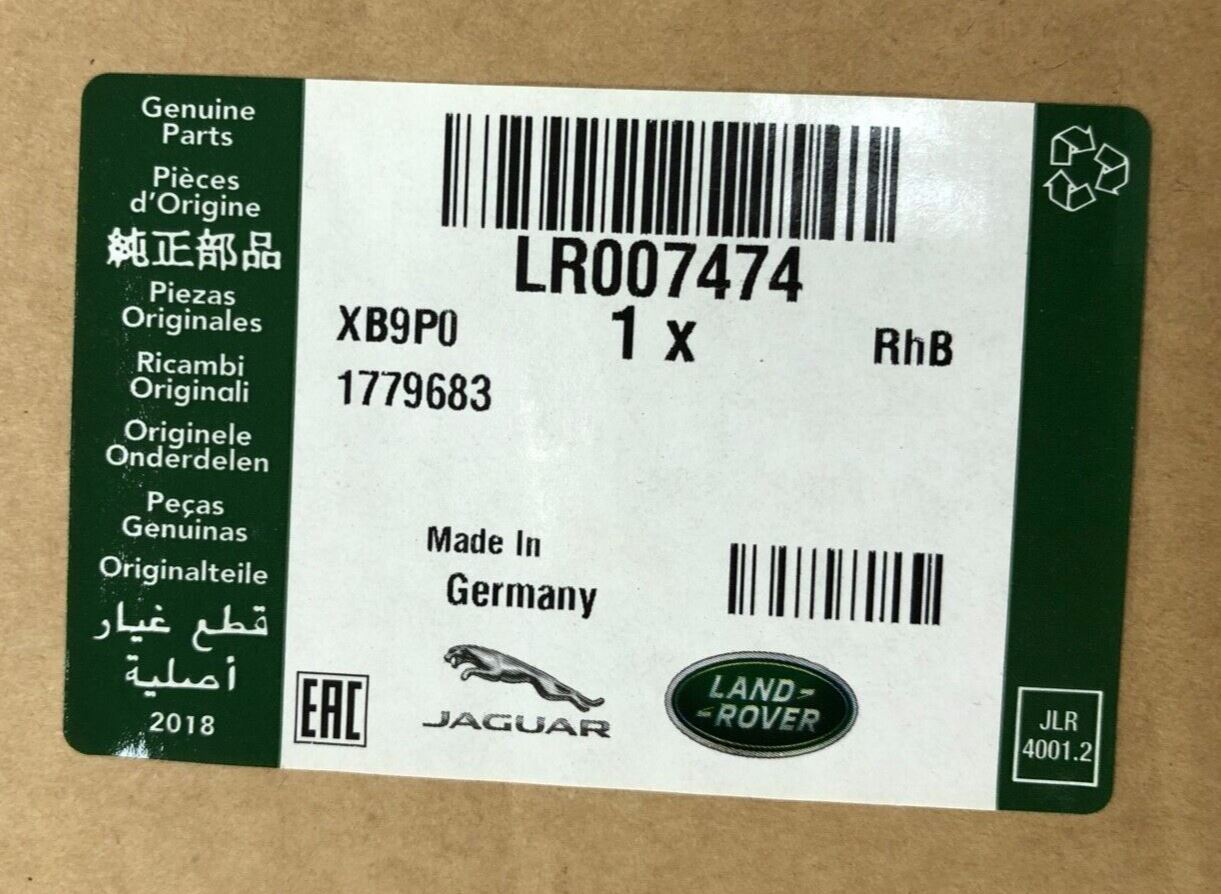 Genuine
Parts
Pièces
d'Origine
純正部品
Piezas
Originales
Ricambi
Originali
Originele
Onderdelen
Peças
Genuinas
Originalteile
قطع غيار
أصلية
2018
LR007474
XB9P0
1 x
RhB
1779683
Made In
Germany
EAC
JAGUAR
LAND-
-ROVER
JLR
4001.2